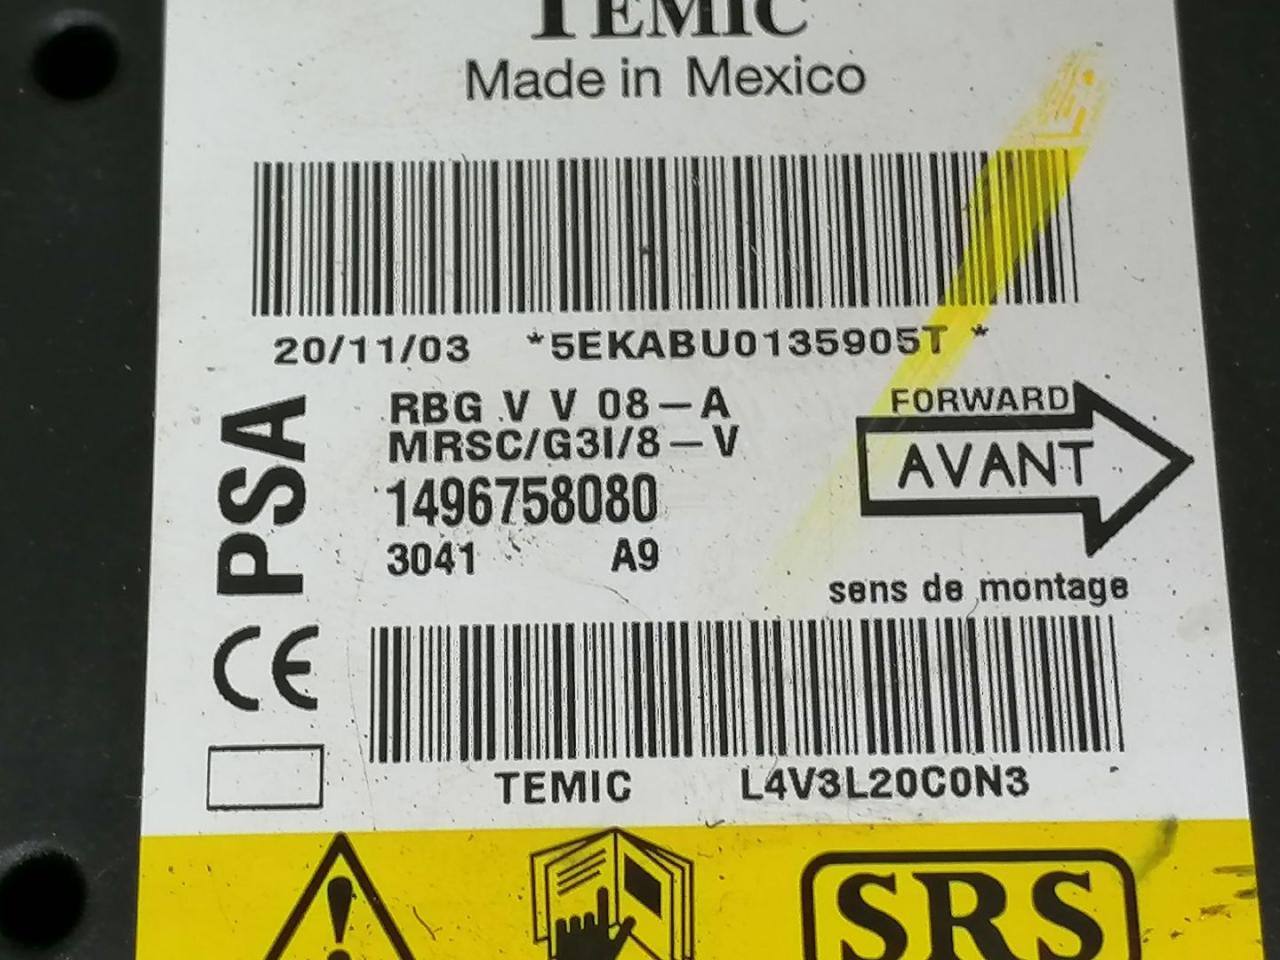 TEMIC
Made in Mexico
20/11/03 *5EKABU0135905T *
PSA
RBG V V 08-A
MRSC/G3I/8-V
1496758080
3041 A9
FORWARD
AVANT
sens de montage
CE
TEMIC L4V3L20C0N3
SRS